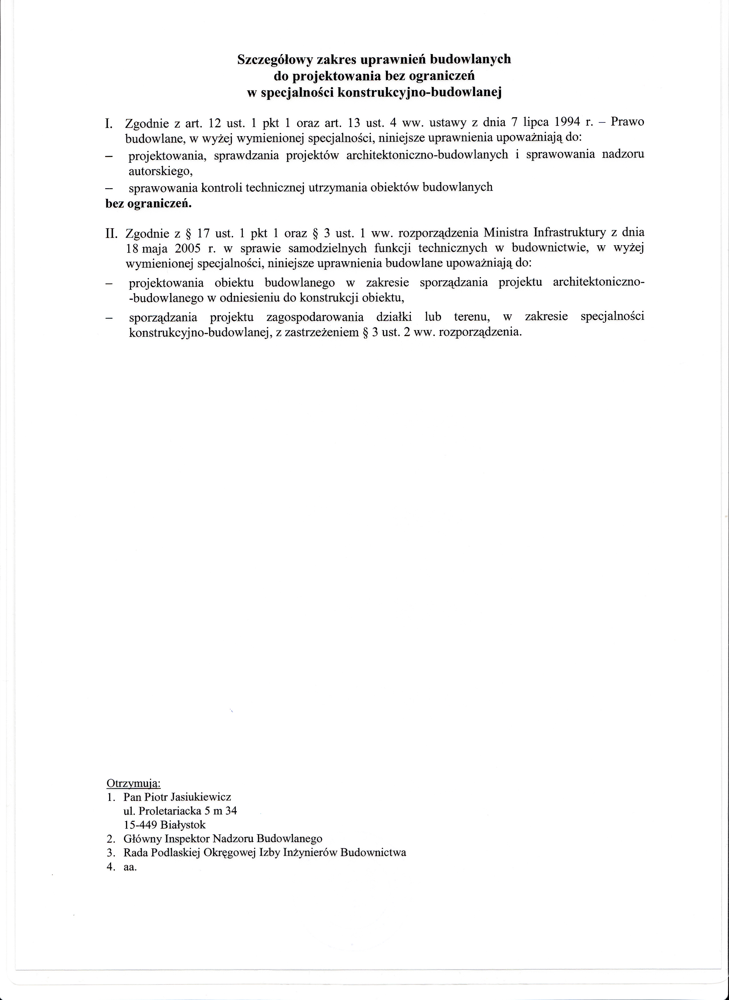 Szczegółowy zakres uprawnień budowlanych
do projektowania bez ograniczeń
w specjalności konstrukcyjno-budowlanej
I. Zgodnie z art. 12 ust. 1 pkt 1 oraz art. 13 ust. 4 ww. ustawy z dnia 7 lipca 1994 r. – Prawo
budowlane, w wyżej wymienionej specjalności, niniejsze uprawnienia upoważniają do:
– projektowania, sprawdzania projektów architektoniczno-budowlanych i sprawowania nadzoru
autorskiego,
– sprawowania kontroli technicznej utrzymania obiektów budowlanych
bez ograniczeń.
II. Zgodnie z § 17 ust. 1 pkt 1 oraz § 3 ust. 1 ww. rozporządzenia Ministra Infrastruktury z dnia
18 maja 2005 r. w sprawie samodzielnych funkcji technicznych w budownictwie, w wyżej
wymienionej specjalności, niniejsze uprawnienia budowlane upoważniają do:
– projektowania obiektu budowlanego w zakresie sporządzania projektu architektoniczno-
-budowlanego w odniesieniu do konstrukcji obiektu,
– sporządzania projektu zagospodarowania działki lub terenu, w zakresie specjalności
konstrukcyjno-budowlanej, z zastrzeżeniem § 3 ust. 2 ww. rozporządzenia.
Otrzymują:
1. Pan Piotr Jasiukiewicz
ul. Proletariacka 5 m 34
15-449 Białystok
2. Główny Inspektor Nadzoru Budowlanego
3. Rada Podlaskiej Okręgowej Izby Inżynierów Budownictwa
4. aa.